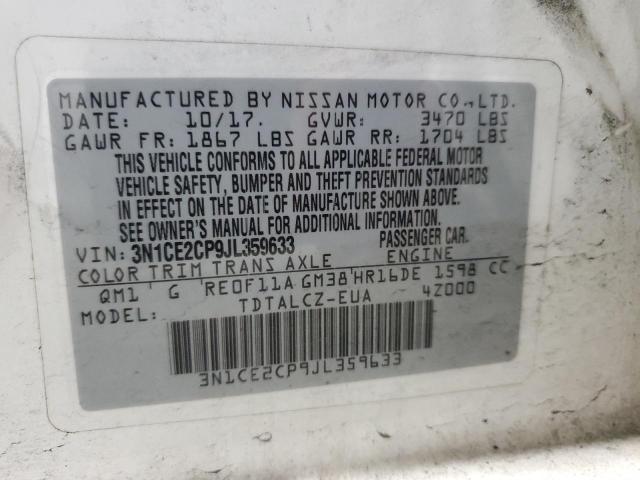 MANUFACTURED BY NISSAN MOTOR CO.,LTD.
DATE: 10/17. GVWR: 3470 LBS
GAWR FR: 1867 LBS GAWR RR: 1704 LBS
THIS VEHICLE CONFORMS TO ALL APPLICABLE FEDERAL MOTOR
VEHICLE SAFETY, BUMPER AND THEFT PREVENTION STANDARDS
IN EFFECT ON THE DATE OF MANUFACTURE SHOWN ABOVE.
SEE OWNER'S MANUAL FOR ADDITIONAL INFORMATION.
VIN: 3N1CE2CP9JL359633 PASSENGER CAR.
COLOR TRIM TRANS AXLE ENGINE
QM1 G RE0F11A GM38 HR16DE 1598 CC
MODEL: TDTALCZ-EUA 4Z000
3N1CE2CP9JL359633